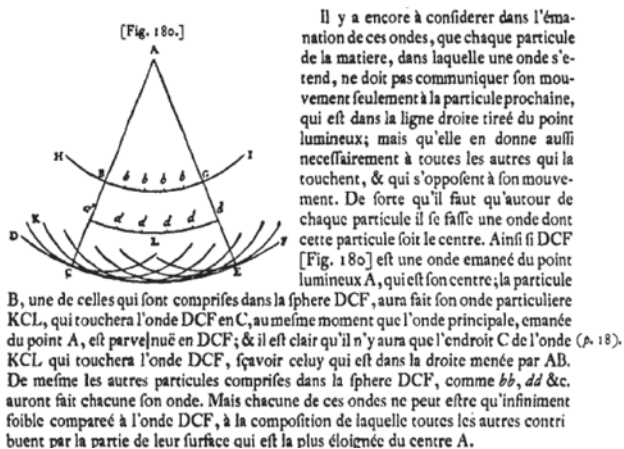 [Fig. 180.]
A
H
I
B
b
b
b
b
G
d
d
d
d
d
K
D
L
F
C
E
Il y a encore à conſiderer dans l'éma-
nation de ces ondes, que chaque particule
de la matiere, dans laquelle une onde s'e-
tend, ne doit pas communiquer ſon mou-
vement ſeulement à la particule prochaine,
qui eſt dans la ligne droite tireé du point
lumineux; mais qu'elle en donne auſſi
neceſſairement à toutes les autres qui la
touchent, & qui s'oppoſent à ſon mouve-
ment. De ſorte qu'il faut qu'autour de
chaque particule il ſe faſſe une onde dont
cette particule ſoit le centre. Ainſi ſi DCF
[Fig. 180] eſt une onde emaneé du point
lumineux A, qui eſt ſon centre; la particule
B, une de celles qui ſont compriſes dans la ſphere DCF, aura fait ſon onde particuliere
KCL, qui touchera l'onde DCF en C, au meſme moment que l'onde principale, emanée
du point A, eſt parve|nuë en DCF; & il eſt clair qu'il n'y aura que l'endroit C de l'onde (p. 18).
KCL qui touchera l'onde DCF, ſçavoir celuy qui eſt dans la droite menée par AB.
De meſme les autres particules compriſes dans la ſphere DCF, comme bb, dd &c.
auront fait chacune ſon onde. Mais chacune de ces ondes ne peut eſtre qu'infiniment
foible compareé à l'onde DCF, à la compoſition de laquelle toutes les autres contri
buent par la partie de leur ſurface qui eſt la plus éloignée du centre A.